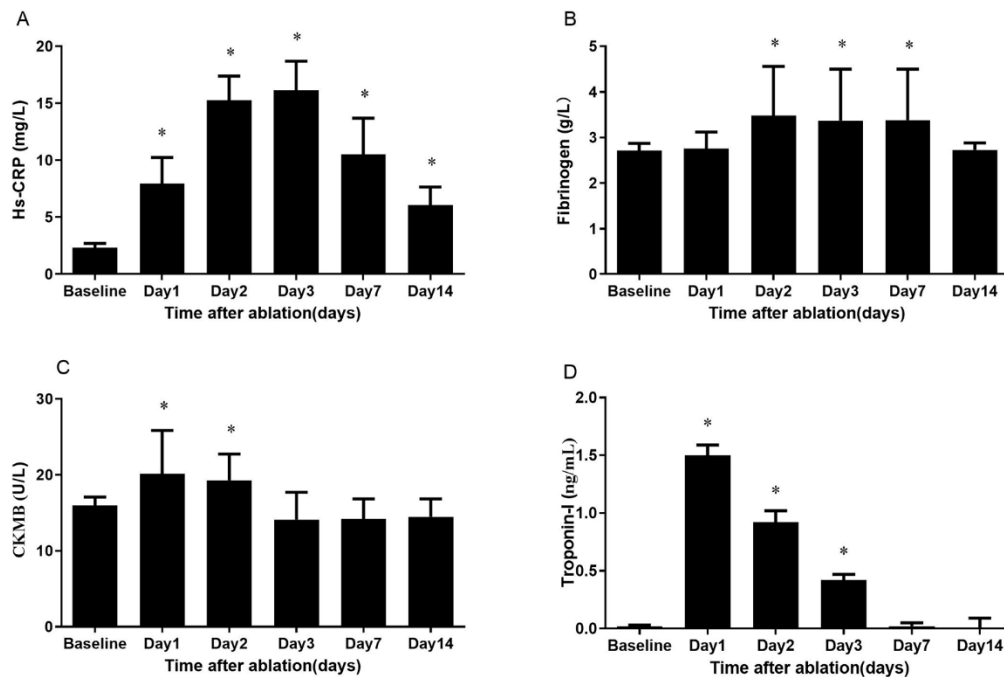 A
Hs-CRP (mg/L)
20
15
10
5
0
* * * * *
Baseline Day1 Day2 Day3 Day7 Day14
Time after ablation(days)
B
Fibrinogen (g/L)
5
4
3
2
1
0
* * *
Baseline Day1 Day2 Day3 Day7 Day14
Time after ablation(days)
C
CKMB (U/L)
30
20
10
0
* *
Baseline Day1 Day2 Day3 Day7 Day14
Time after ablation(days)
D
Troponin-I (ng/mL)
2.0
1.5
1.0
0.5
0.0
* * *
Baseline Day1 Day2 Day3 Day7 Day14
Time after ablation(days)